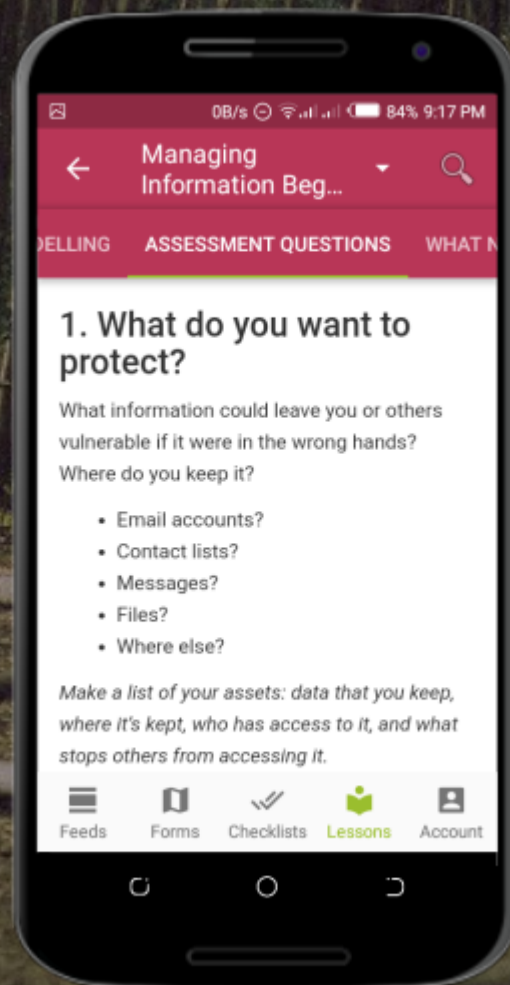 0B/s 84% 9:17 PM
Managing
Information Beg...
DELLING ASSESSMENT QUESTIONS WHAT N
1. What do you want to
protect?
What information could leave you or others
vulnerable if it were in the wrong hands?
Where do you keep it?
• Email accounts?
• Contact lists?
• Messages?
• Files?
• Where else?
Make a list of your assets: data that you keep,
where it's kept, who has access to it, and what
stops others from accessing it.
Feeds Forms Checklists Lessons Account